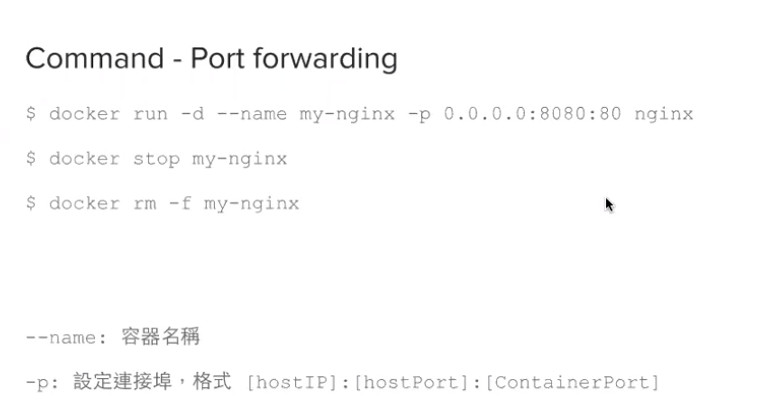 Command - Port forwarding
$ docker run -d --name my-nginx -p 0.0.0.0:8080:80 nginx
$ docker stop my-nginx
$ docker rm -f my-nginx
--name: 容器名稱
-p: 設定連接埠，格式 [hostIP]:[hostPort]:[ContainerPort]